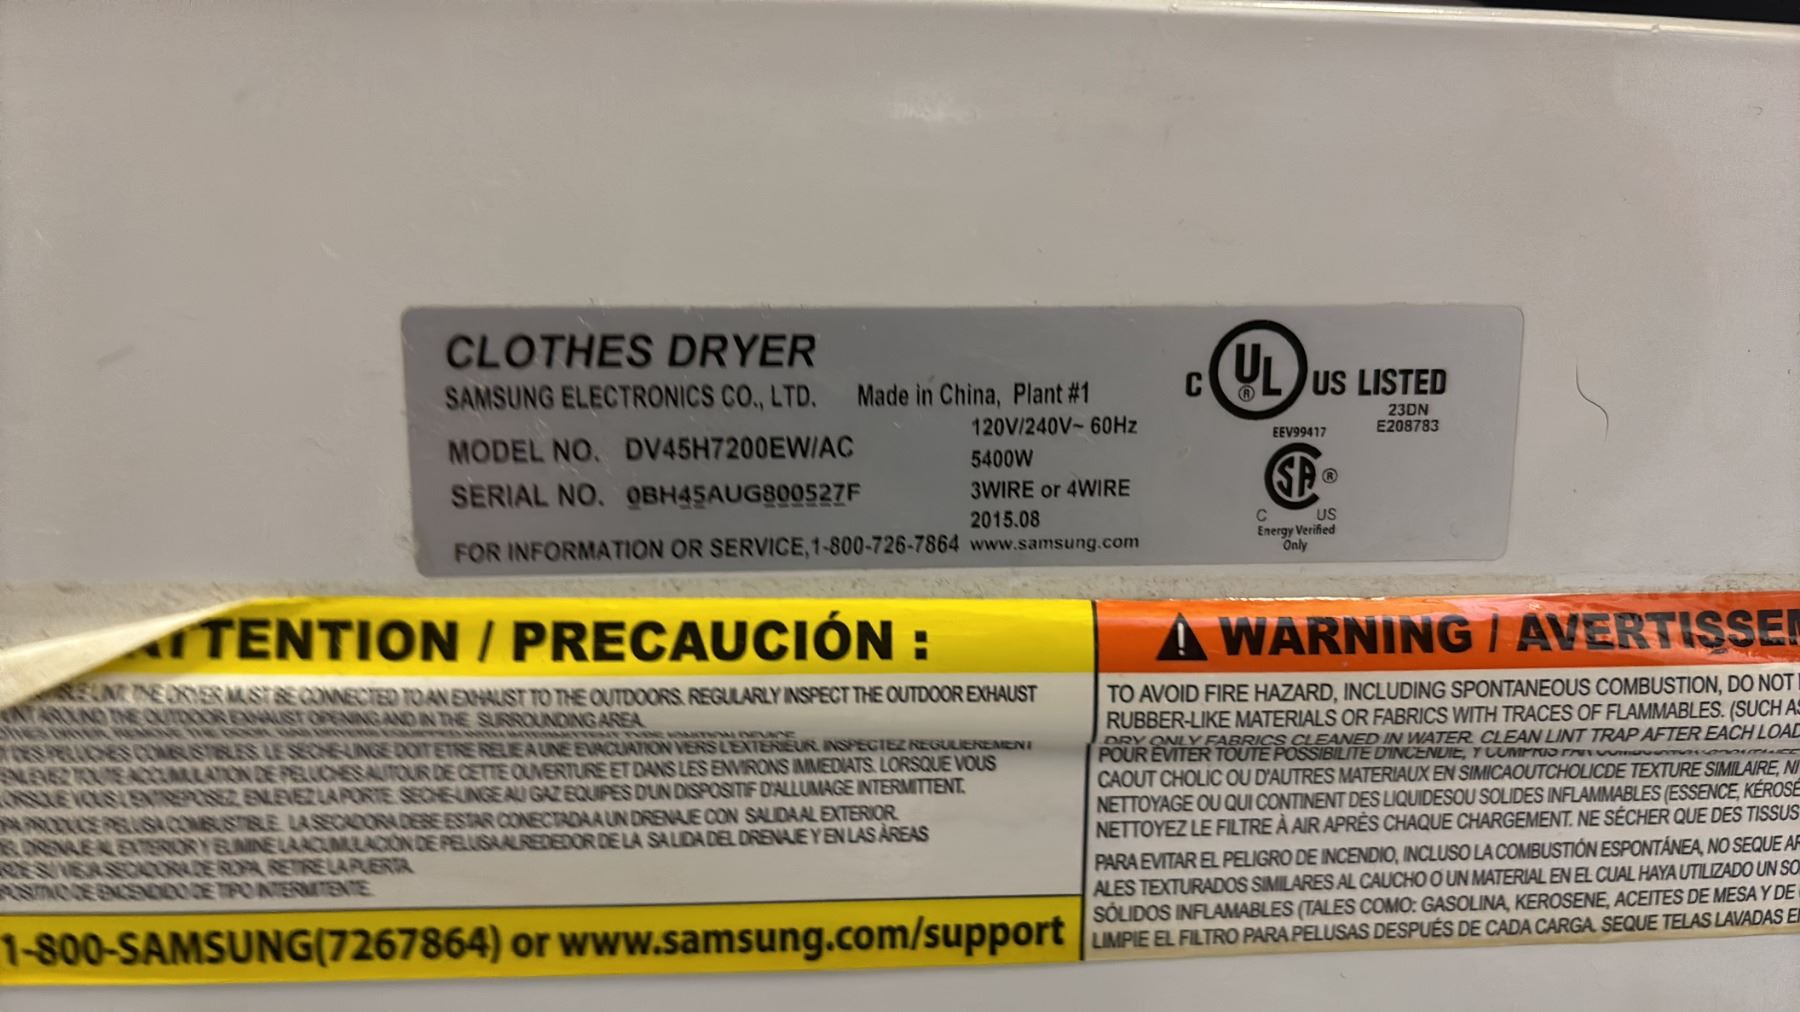 CLOTHES DRYER
SAMSUNG ELECTRONICS CO., LTD. Made in China, Plant #1
120V/240V~ 60Hz
MODEL NO. DV45H7200EW/AC
5400W
SERIAL NO. 0BH45AUG800527F
3WIRE or 4WIRE
2015.08
FOR INFORMATION OR SERVICE,1-800-726-7864 www.samsung.com
C UL ® US LISTED
23DN
E208783
EEV99417
SA ®
C US
Energy Verified
Only
ATTENTION / PRECAUCIÓN :
THE DRYER MUST BE CONNECTED TO AN EXHAUST TO THE OUTDOORS. REGULARLY INSPECT THE OUTDOOR EXHAUST
AROUND THE OUTDOOR EXHAUST OPENING AND IN THE SURROUNDING AREA.
DES PELUCHES COMBUSTIBLES. LE SECHE-LINGE DOIT ETRE RELIE A UNE EVACUATION VERS L'EXTERIEUR. INSPECTEZ REGULIEREMENT
ENLEVEZ TOUTE ACCUMULATION DE PELUCHES AUTOUR DE CETTE OUVERTURE ET DANS LES ENVIRONS IMMEDIATS. LORSQUE VOUS
LORSQUE VOUS L'ENTREPOSEZ, ENLEVEZ LA PORTE. SECHE-LINGE AU GAZ EQUIPES D'UN DISPOSITIF D'ALLUMAGE INTERMITTENT.
PRODUCE PELUSA COMBUSTIBLE. LA SECADORA DEBE ESTAR CONECTADA A UN DRENAJE CON SALIDA AL EXTERIOR.
EL DRENAJE AL EXTERIOR Y ELIMINE LA ACUMULACIÓN DE PELUSA ALREDEDOR DE LA SALIDA DEL DRENAJE Y EN LAS ÁREAS
SU VIEJA SECADORA DE ROPA, RETIRE LA PUERTA.
DE ENCENDIDO DE TIPO INTERMITENTE.
1-800-SAMSUNG(7267864) or www.samsung.com/support
WARNING / AVERTISSEM
TO AVOID FIRE HAZARD, INCLUDING SPONTANEOUS COMBUSTION, DO NOT
RUBBER-LIKE MATERIALS OR FABRICS WITH TRACES OF FLAMMABLES. (SUCH AS
DRY ONLY FABRICS CLEANED IN WATER. CLEAN LINT TRAP AFTER EACH LOAD
POUR ÉVITER TOUTE POSSIBILITE D'INCENDIE, Y COMPRIS PAR
CAOUT CHOLIC OU D'AUTRES MATERIAUX EN SIMICAOUTCHOLICDE TEXTURE SIMILAIRE, NI
NETTOYAGE OU QUI CONTINENT DES LIQUIDESOU SOLIDES INFLAMMABLES (ESSENCE, KÉROSÈ
NETTOYEZ LE FILTRE À AIR APRÈS CHAQUE CHARGEMENT. NE SÉCHER QUE DES TISSUS
PARA EVITAR EL PELIGRO DE INCENDIO, INCLUSO LA COMBUSTIÓN ESPONTÁNEA, NO SEQUE AR
ALES TEXTURADOS SIMILARES AL CAUCHO O UN MATERIAL EN EL CUAL HAYA UTILIZADO UN SO
SÓLIDOS INFLAMABLES (TALES COMO: GASOLINA, KEROSENE, ACEITES DE MESA Y DE
LIMPIE EL FILTRO PARA PELUSAS DESPUÉS DE CADA CARGA. SEQUE TELAS LAVADAS E